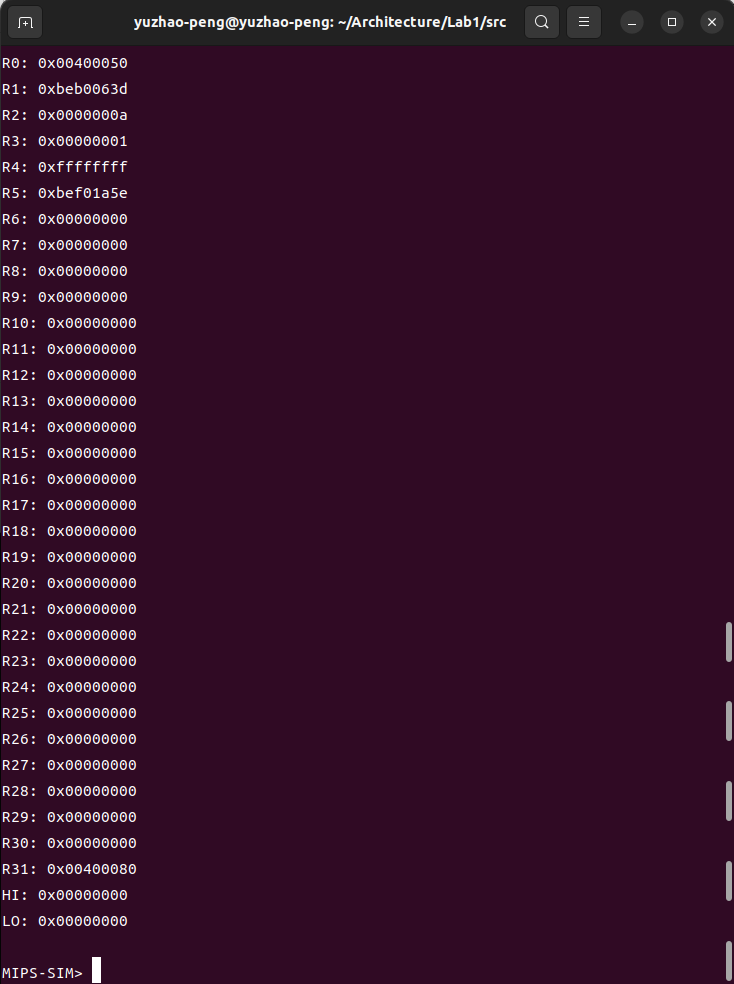 yuzhao-peng@yuzhao-peng: ~/Architecture/Lab1/src
R0: 0x00400050
R1: 0xbeb0063d
R2: 0x0000000a
R3: 0x00000001
R4: 0xffffffff
R5: 0xbef01a5e
R6: 0x00000000
R7: 0x00000000
R8: 0x00000000
R9: 0x00000000
R10: 0x00000000
R11: 0x00000000
R12: 0x00000000
R13: 0x00000000
R14: 0x00000000
R15: 0x00000000
R16: 0x00000000
R17: 0x00000000
R18: 0x00000000
R19: 0x00000000
R20: 0x00000000
R21: 0x00000000
R22: 0x00000000
R23: 0x00000000
R24: 0x00000000
R25: 0x00000000
R26: 0x00000000
R27: 0x00000000
R28: 0x00000000
R29: 0x00000000
R30: 0x00000000
R31: 0x00400080
HI: 0x00000000
LO: 0x00000000
MIPS-SIM>